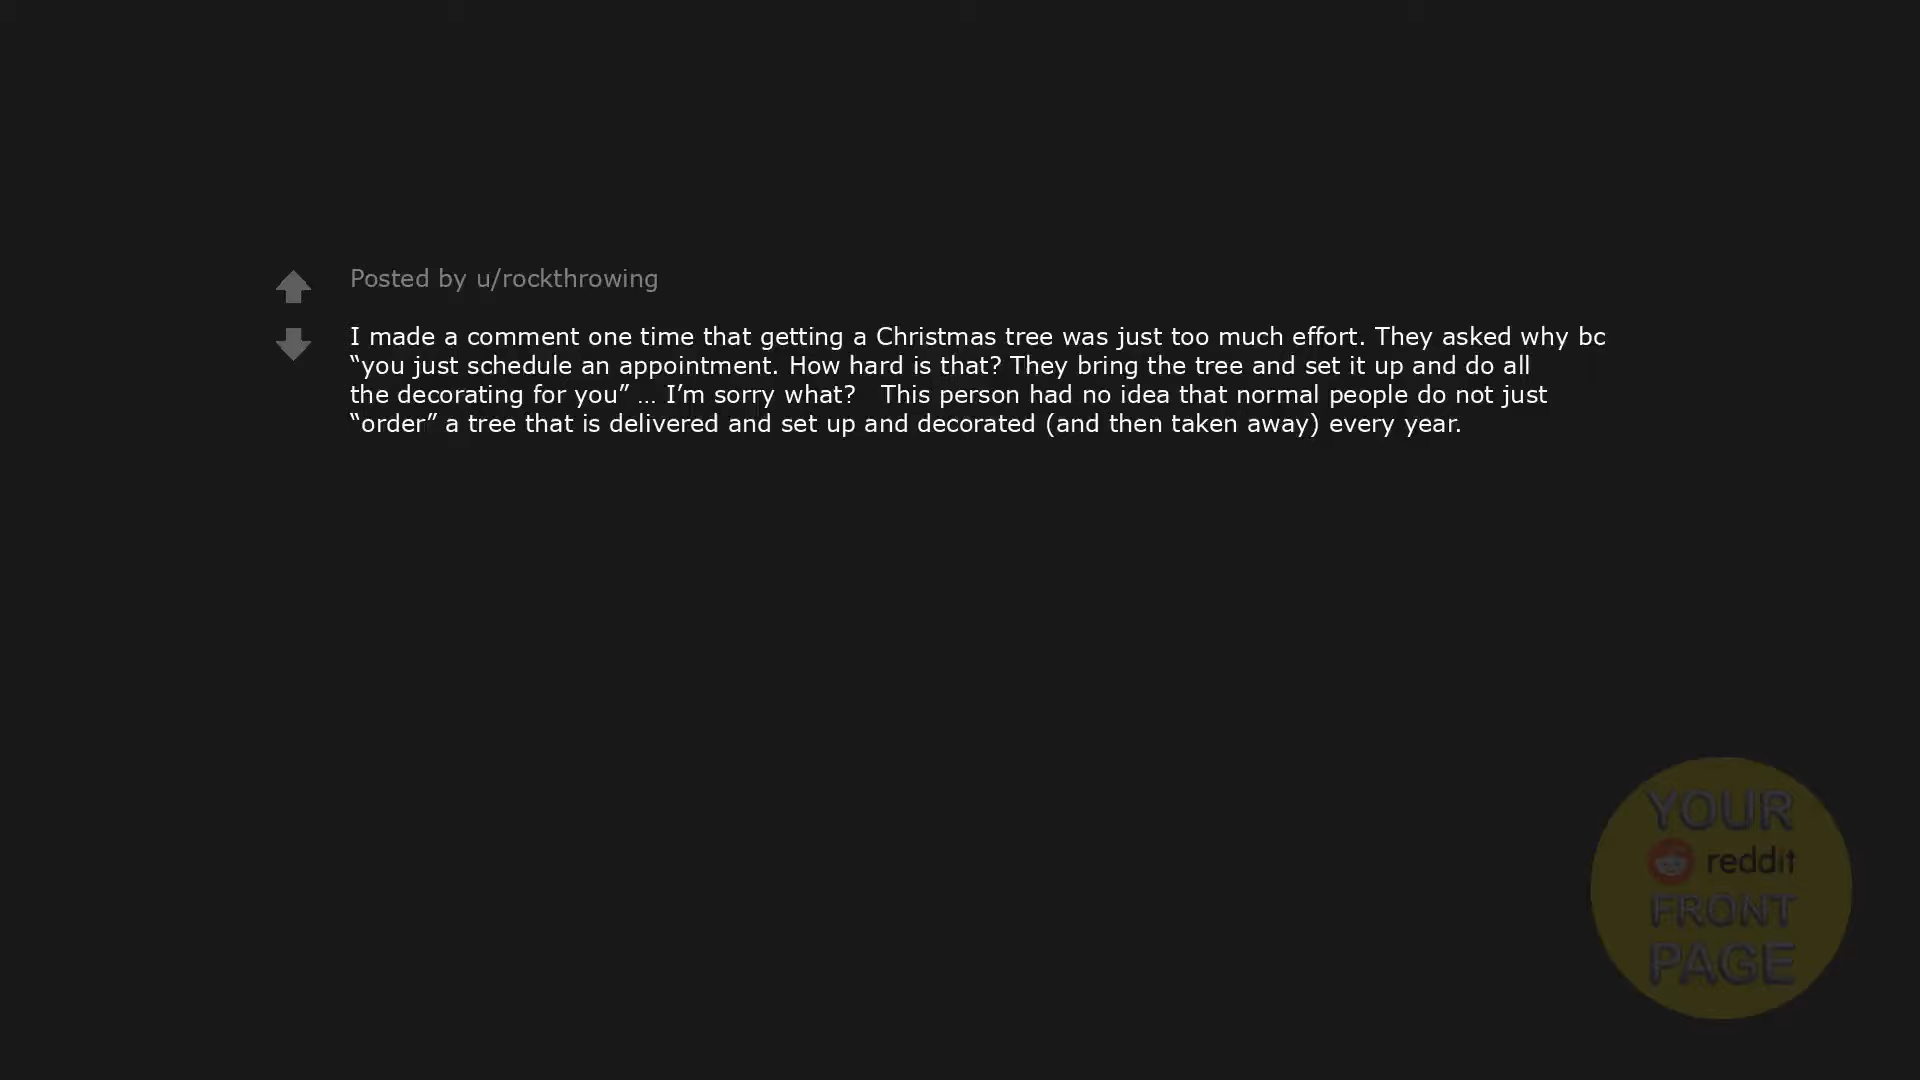 Posted by u/rockthrowing
I made a comment one time that getting a Christmas tree was just too much effort. They asked why bc
“you just schedule an appointment. How hard is that? They bring the tree and set it up and do all
the decorating for you” … I’m sorry what?   This person had no idea that normal people do not just
“order” a tree that is delivered and set up and decorated (and then taken away) every year.
YOUR
reddit
FRONT
PAGE